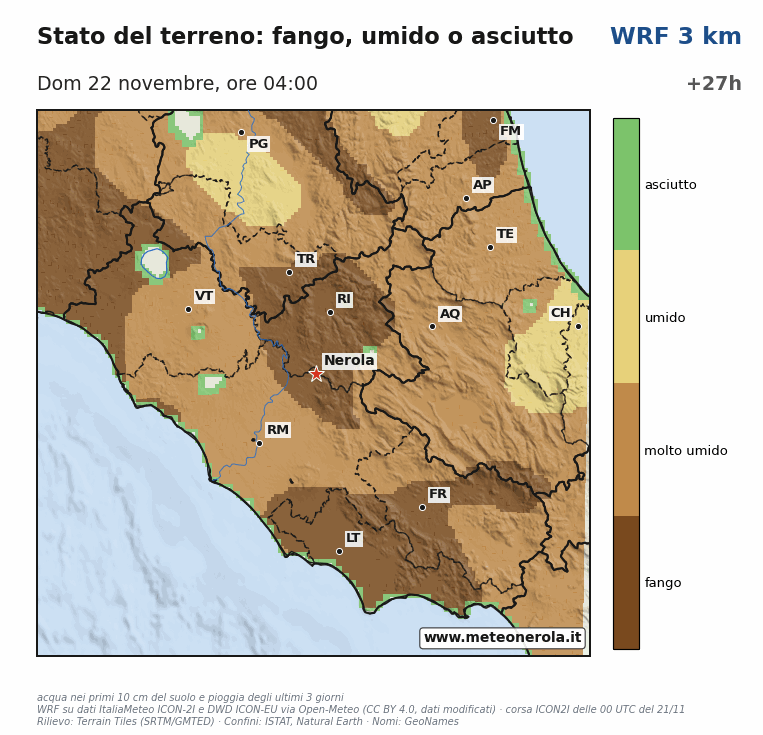 Stato del terreno: fango, umido o asciutto
WRF 3 km
Dom 22 novembre, ore 04:00
+27h
FM
PG
AP
TE
TR
VT
RI
AQ
CH
Nerola
RM
FR
LT
asciutto
umido
molto umido
fango
www.meteonerola.it
acqua nei primi 10 cm del suolo e pioggia degli ultimi 3 giorni
WRF su dati ItaliaMeteo ICON-2I e DWD ICON-EU via Open-Meteo (CC BY 4.0, dati modificati) · corsa ICON2I delle 00 UTC del 21/11
Rilievo: Terrain Tiles (SRTM/GMTED) · Confini: ISTAT, Natural Earth · Nomi: GeoNames